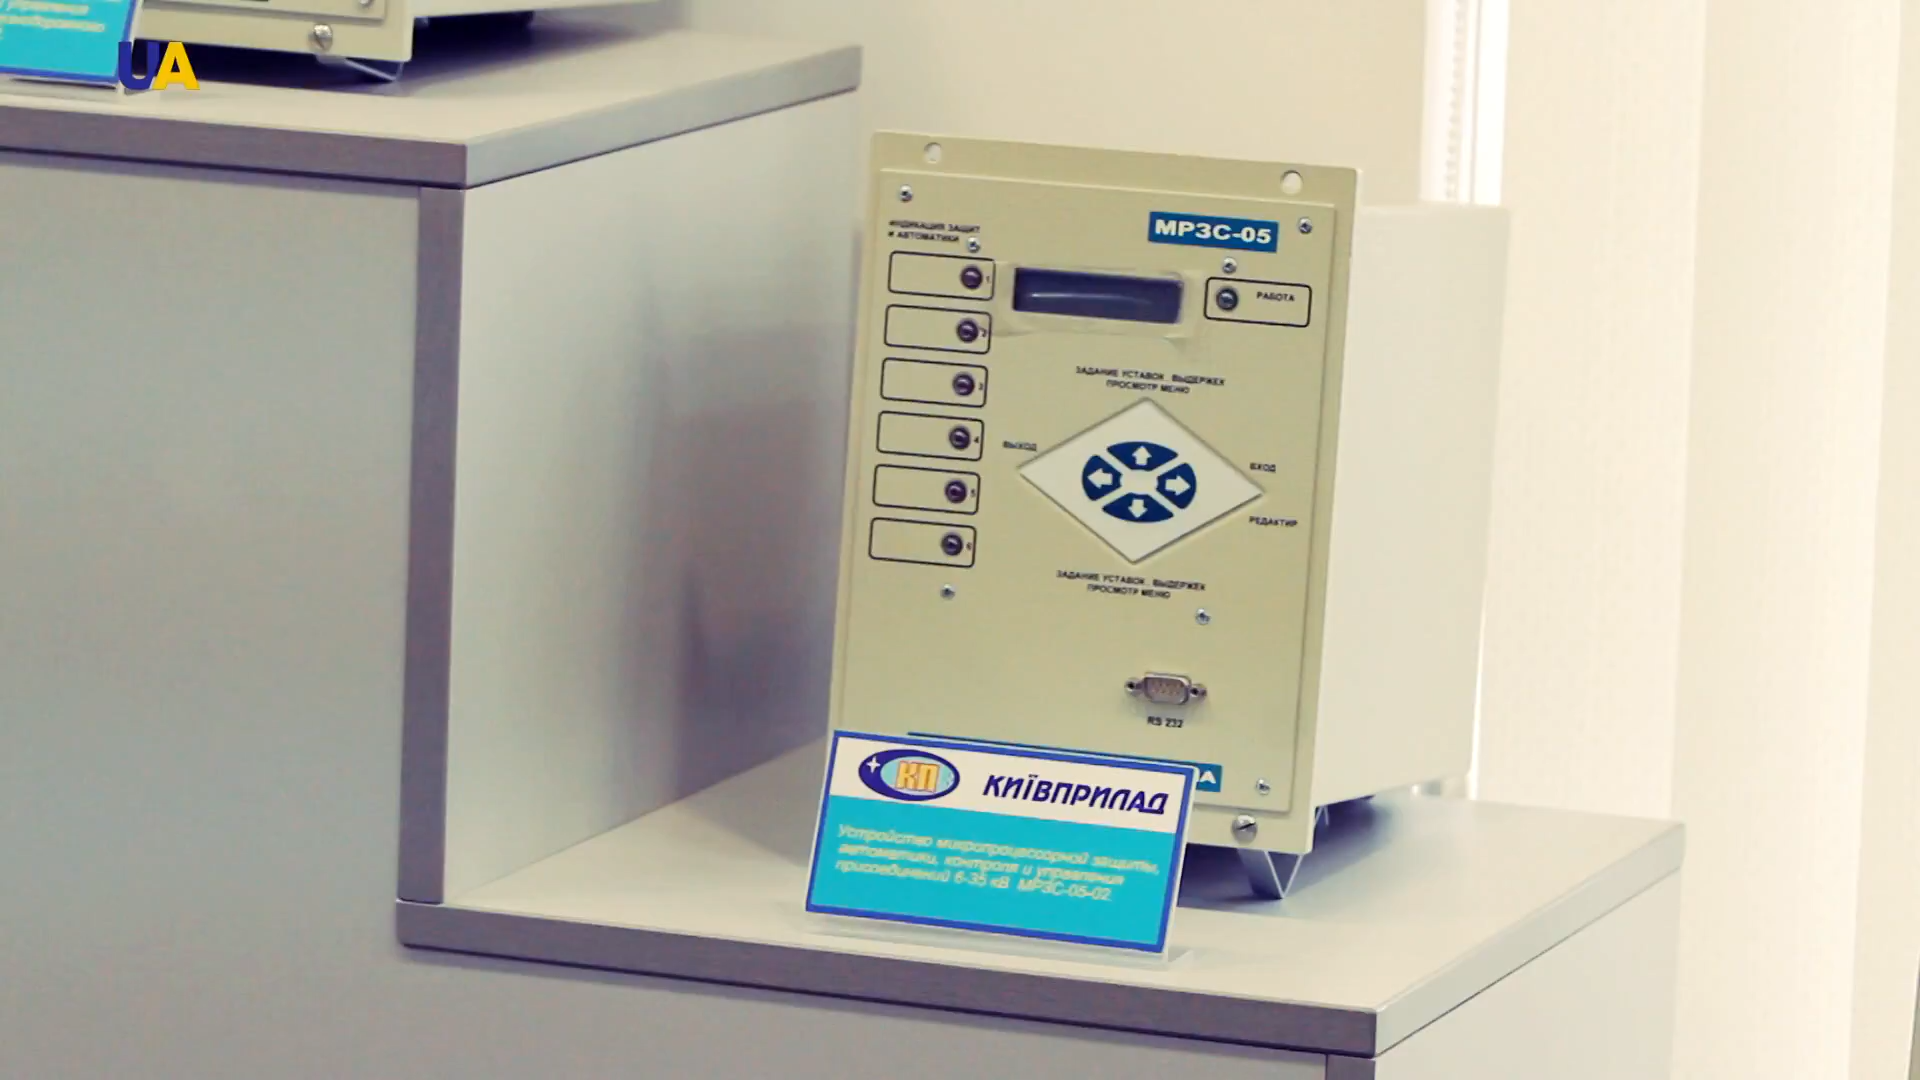 управления
UA
МРЗС-05
ИНДИКАЦИЯ ЗАЩИТ
И АВТОМАТИКИ
1
2
3
4
5
6
РАБОТА
ЗАДАНИЕ УСТАВОК . ВЫДЕРЖЕК
ПРОСМОТР МЕНЮ
ВЫХОД
ВХОД
РЕДАКТИР
ЗАДАНИЕ УСТАВОК . ВЫДЕРЖЕК
ПРОСМОТР МЕНЮ
RS 232
КП
КИЇВПРИЛАД
Устройство микропроцессорной защиты,
автоматики, контроля и управления
присоединений 6-35 кВ МРЗС-05-02.